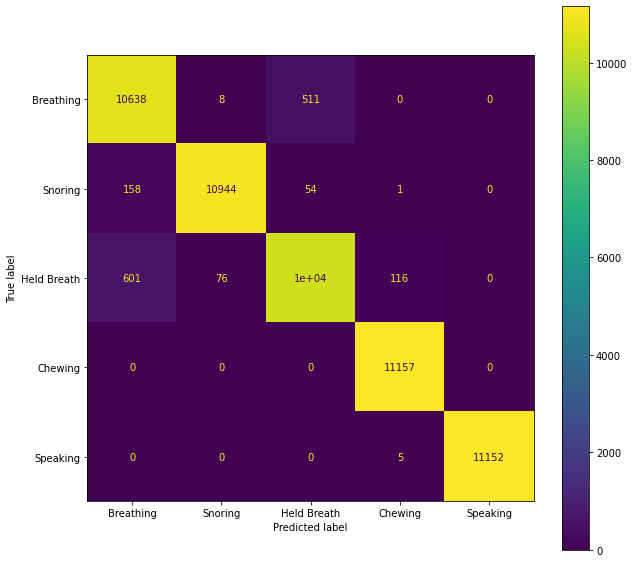 Breathing 10638 8 511 0 0
Snoring 158 10944 54 1 0
Held Breath 601 76 1e+04 116 0
Chewing 0 0 0 11157 0
Speaking 0 0 0 5 11152
Breathing Snoring Held Breath Chewing Speaking
Predicted label
True label
10000
8000
6000
4000
2000
0